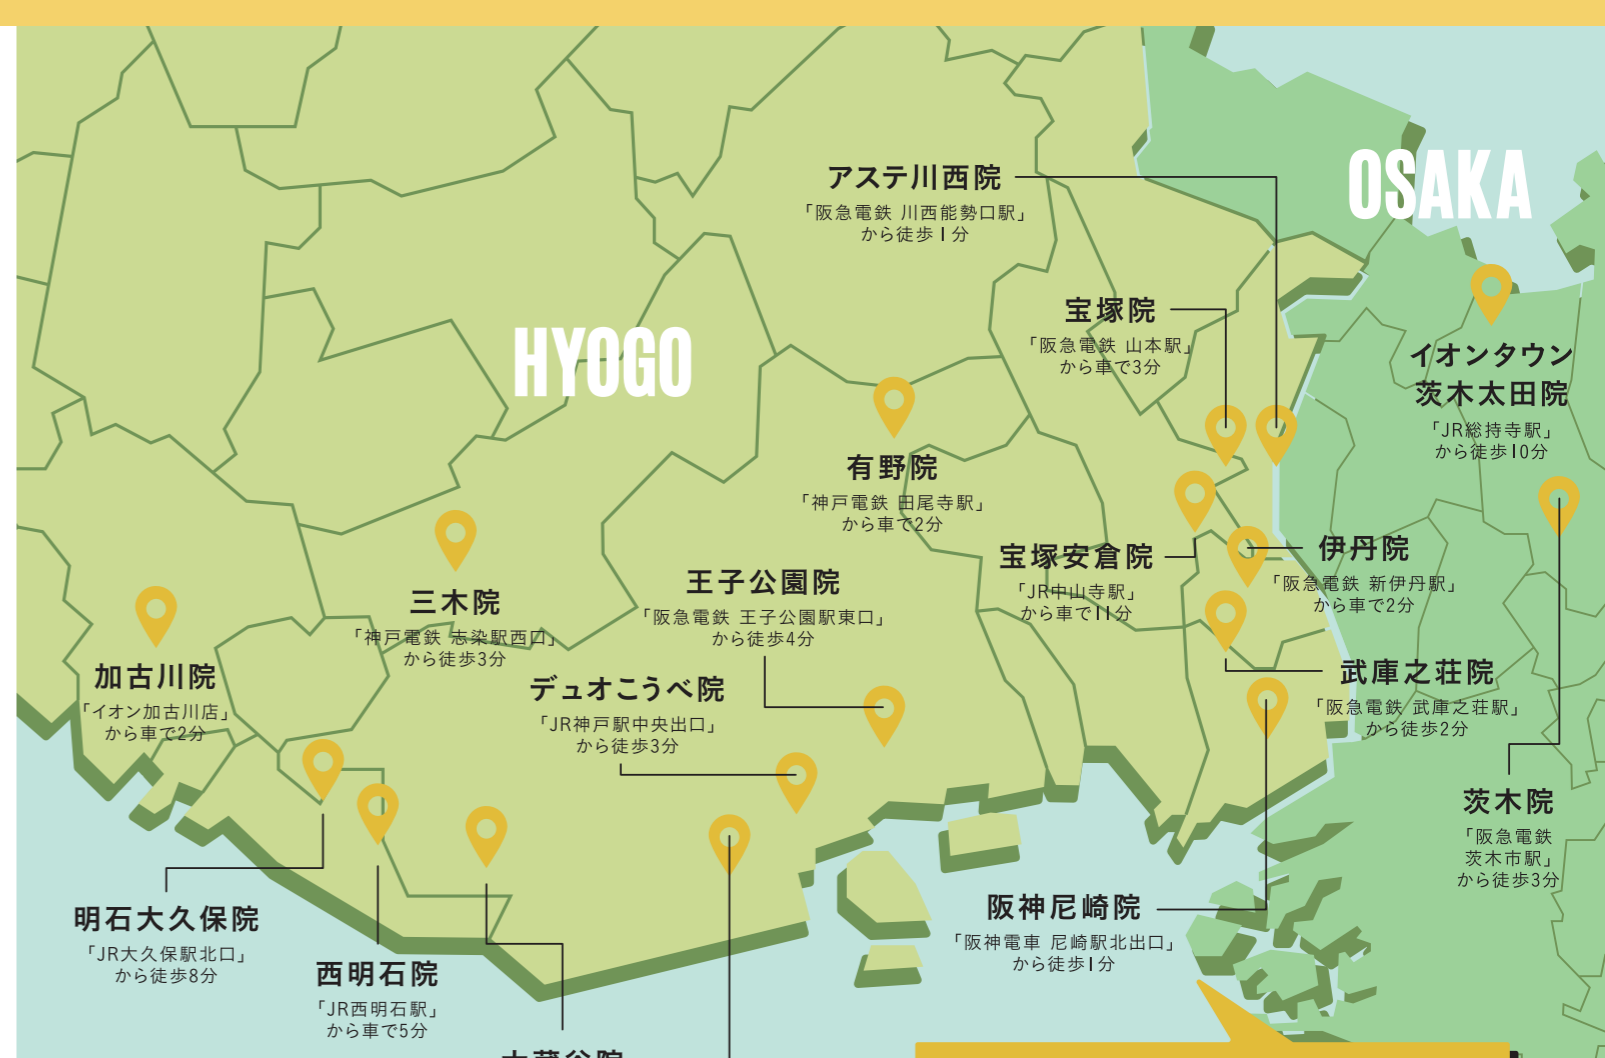 OSAKA
アステ川西院
「阪急電鉄 川西能勢口駅」
から徒歩1分
宝塚院
「阪急電鉄 山本駅」
から車で3分
HYOGO
イオンタウン
茨木太田院
「JR総持寺駅」
から徒歩10分
有野院
「神戸電鉄 田尾寺駅」
から車で2分
宝塚安倉院
「JR中山寺駅」
から車で11分
伊丹院
「阪急電鉄 新伊丹駅」
から車で2分
王子公園院
「阪急電鉄 王子公園駅東口」
から徒歩4分
三木院
「神戸電鉄 志染駅西口」
から徒歩3分
加古川院
「イオン加古川店」
から車で2分
デュオこうべ院
「JR神戸駅中央出口」
から徒歩3分
武庫之荘院
「阪急電鉄 武庫之荘駅」
から徒歩2分
茨木院
「阪急電鉄
茨木市駅」
から徒歩3分
阪神尼崎院
「阪神電車 尼崎駅北出口」
から徒歩1分
明石大久保院
「JR大久保駅北口」
から徒歩8分
西明石院
「JR西明石駅」
から車で5分